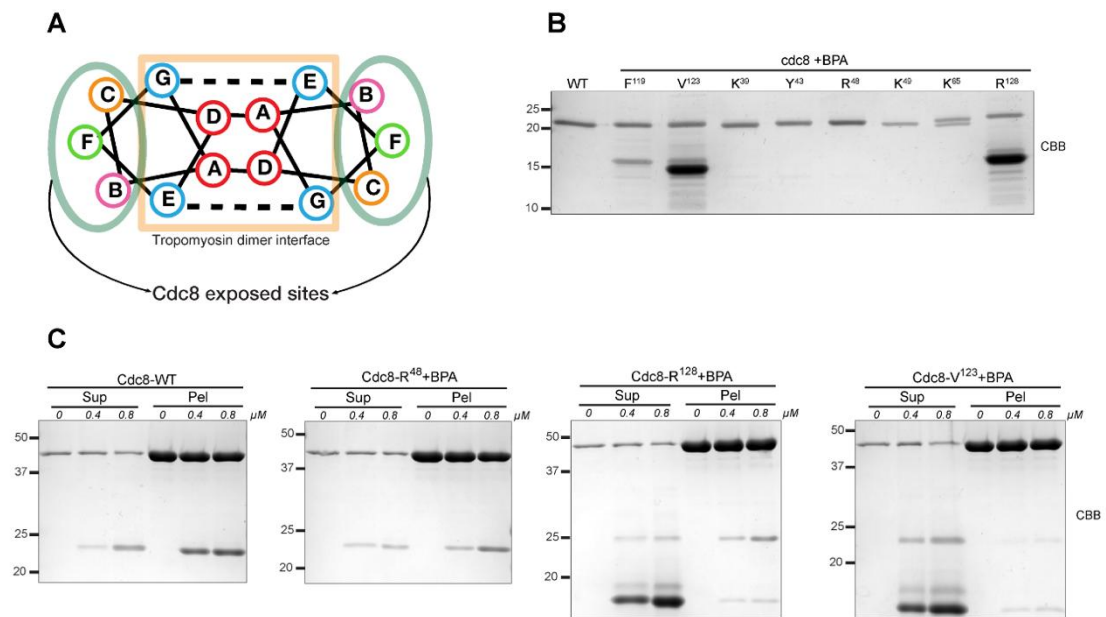 A
G E
C D A B
F F
B A D C
E G
Tropomyosin dimer interface
Cdc8 exposed sites
B
cdc8 +BPA
WT F119 V123 K39 Y43 R48 K49 K65 R128
25
20
15
10
CBB
C
Cdc8-WT
Sup Pel
0 0.4 0.8 0 0.4 0.8 µM
50
37
25
20
Cdc8-R48+BPA
Sup Pel
0 0.4 0.8 0 0.4 0.8 µM
50
37
25
20
Cdc8-R128+BPA
Sup Pel
0 0.4 0.8 0 0.4 0.8 µM
50
37
25
20
Cdc8-V123+BPA
Sup Pel
0 0.4 0.8 0 0.4 0.8 µM
50
37
25
20
CBB